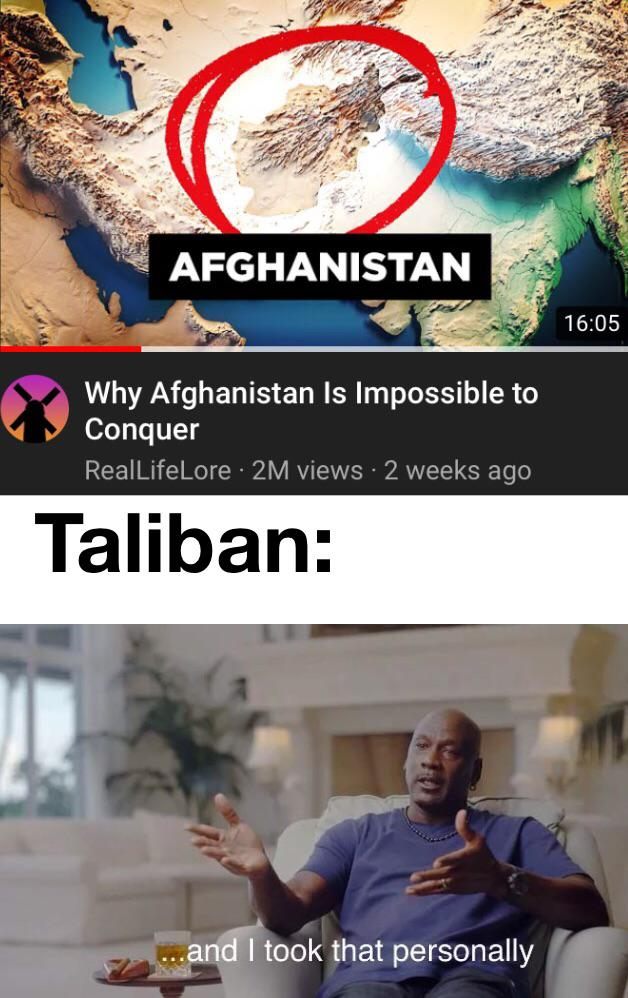 AFGHANISTAN
16:05
Why Afghanistan Is Impossible to
Conquer
RealLifeLore · 2M views · 2 weeks ago
Taliban:
...and I took that personally